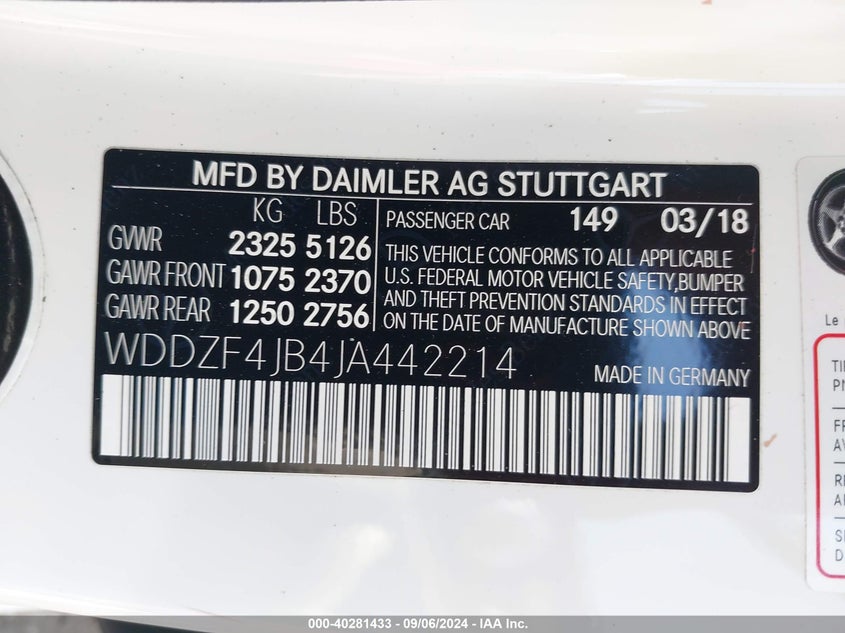 MFD BY DAIMLER AG STUTTGART
KG LBS
GVWR 2325 5126
GAWR FRONT 1075 2370
GAWR REAR 1250 2756
PASSENGER CAR 149 03/18
THIS VEHICLE CONFORMS TO ALL APPLICABLE
U.S. FEDERAL MOTOR VEHICLE SAFETY,BUMPER
AND THEFT PREVENTION STANDARDS IN EFFECT
ON THE DATE OF MANUFACTURE SHOWN ABOVE
WDDZF4JB4JA442214
MADE IN GERMANY
Le
000-40281433 - 09/06/2024 - IAA Inc.